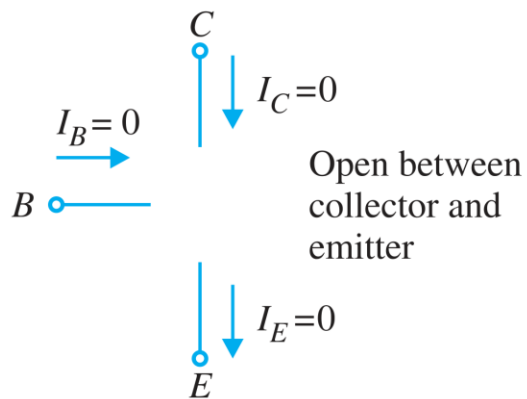 C
I_C=0
I_B= 0
Open between
collector and
emitter
B
I_E=0
E